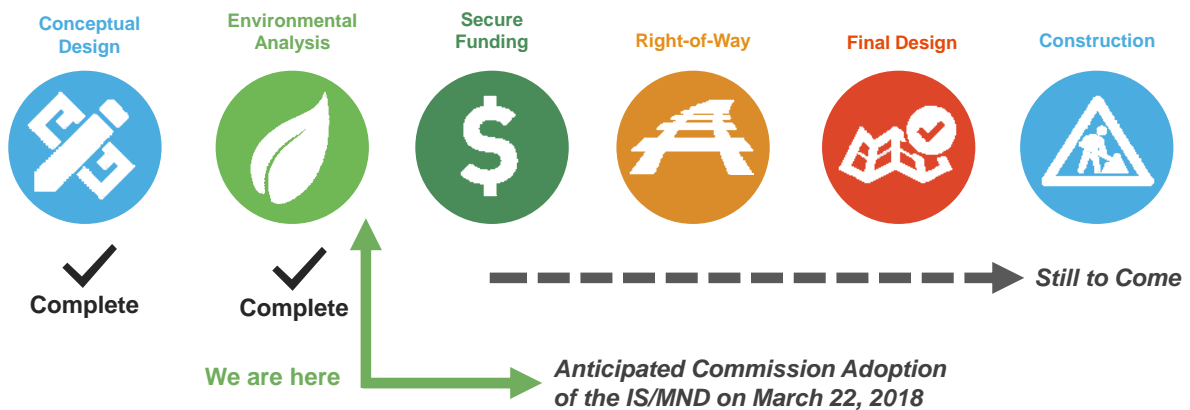 Conceptual
Design
Environmental
Analysis
Secure
Funding
Right-of-Way
Final Design
Construction
$
Complete
Complete
Still to Come
We are here
Anticipated Commission Adoption
of the IS/MND on March 22, 2018